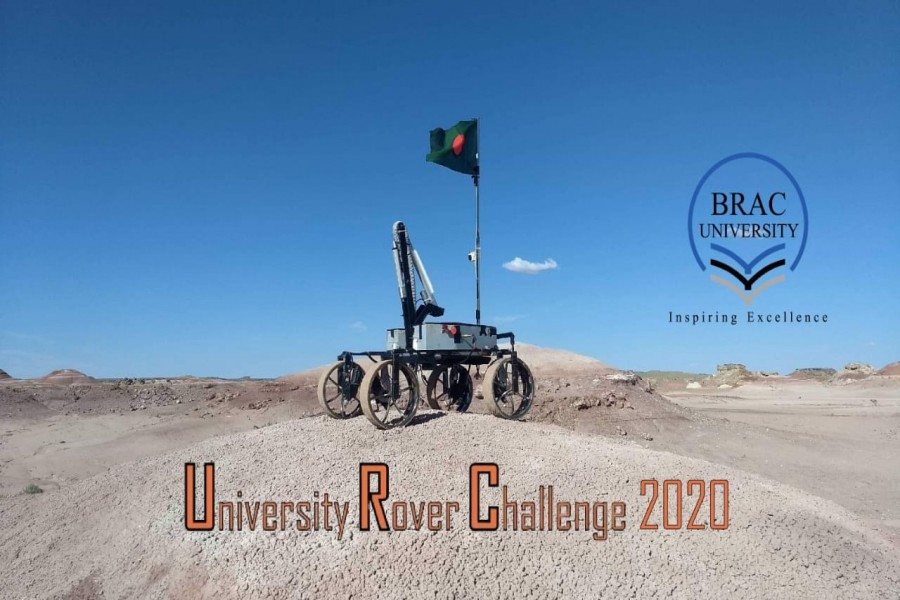 BRAC
UNIVERSITY
Inspiring Excellence
University Rover Challenge 2020